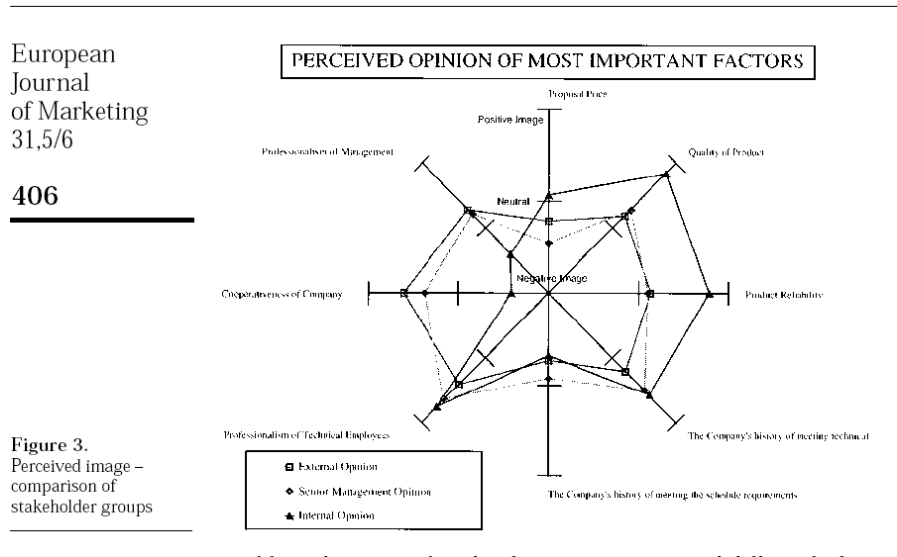 European
Journal
of Marketing
31,5/6
406
Figure 3.
Perceived image –
comparison of
stakeholder groups
PERCEIVED OPINION OF MOST IMPORTANT FACTORS
Proposal Price
Positive Image
Professionalism of Management
Quality of Product
Neutral
Negative Image
Cooperativeness of Company
Product Reliability
Professionalism of Technical Employees
The Company's history of meeting technical
The Company's history of meeting the schedule requirements
External Opinion
Senior Management Opinion
Internal Opinion